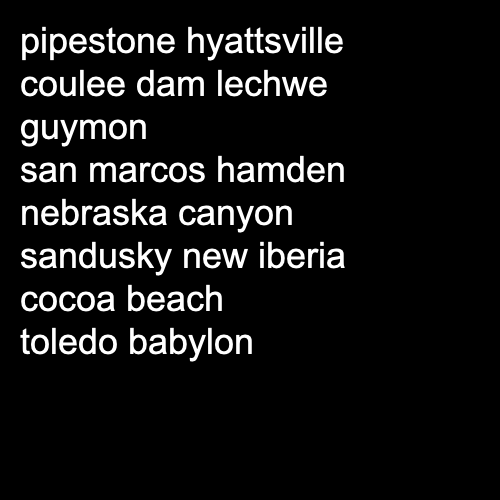 pipestone hyattsville
coulee dam lechwe
guymon
san marcos hamden
nebraska canyon
sandusky new iberia
cocoa beach
toledo babylon